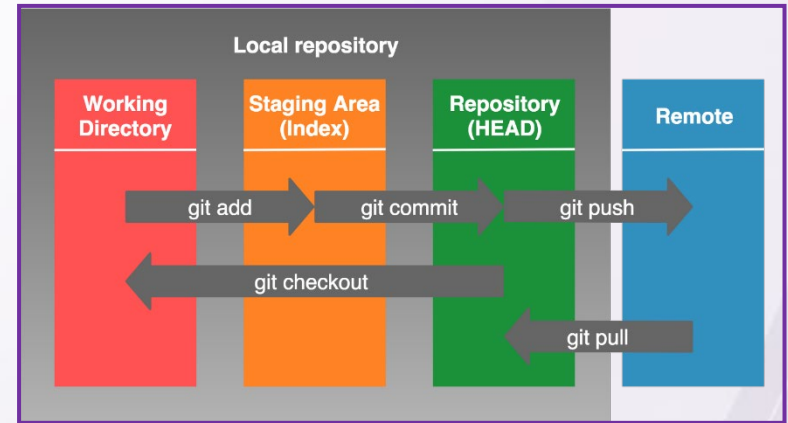 Local repository
Working
Directory
Staging Area
(Index)
Repository
(HEAD)
Remote
git add
git commit
git push
git checkout
git pull